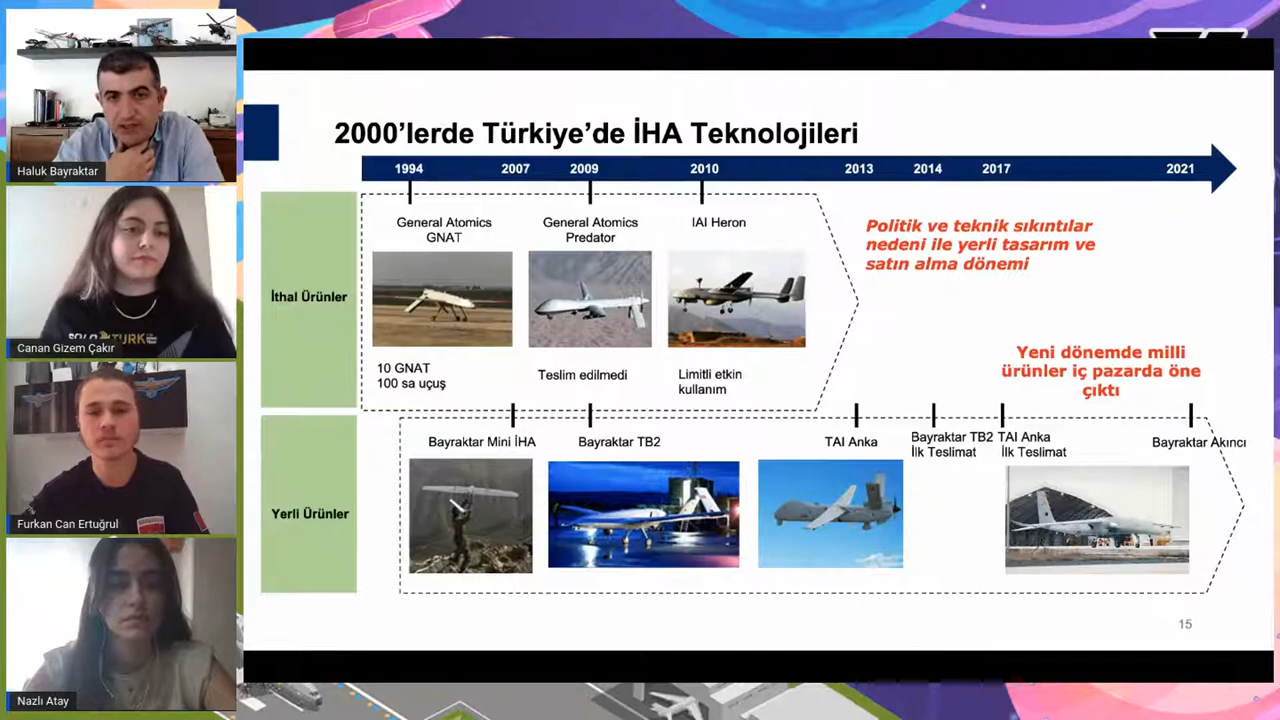 Haluk Bayraktar
SOLOTÜRK
Canan Gizem Çakır
Furkan Can Ertuğrul
Nazlı Atay
2000’lerde Türkiye’de İHA Teknolojileri
1994 2007 2009 2010 2013 2014 2017 2021
İthal Ürünler
General Atomics
GNAT
General Atomics
Predator
IAI Heron
10 GNAT
100 sa uçuş
Teslim edilmedi
Limitli etkin
kullanım
Politik ve teknik sıkıntılar
nedeni ile yerli tasarım ve
satın alma dönemi
Yeni dönemde milli
ürünler iç pazarda öne
çıktı
Yerli Ürünler
Bayraktar Mini İHA
Bayraktar TB2
TAI Anka
Bayraktar TB2
İlk Teslimat
TAI Anka
İlk Teslimat
Bayraktar Akıncı
15